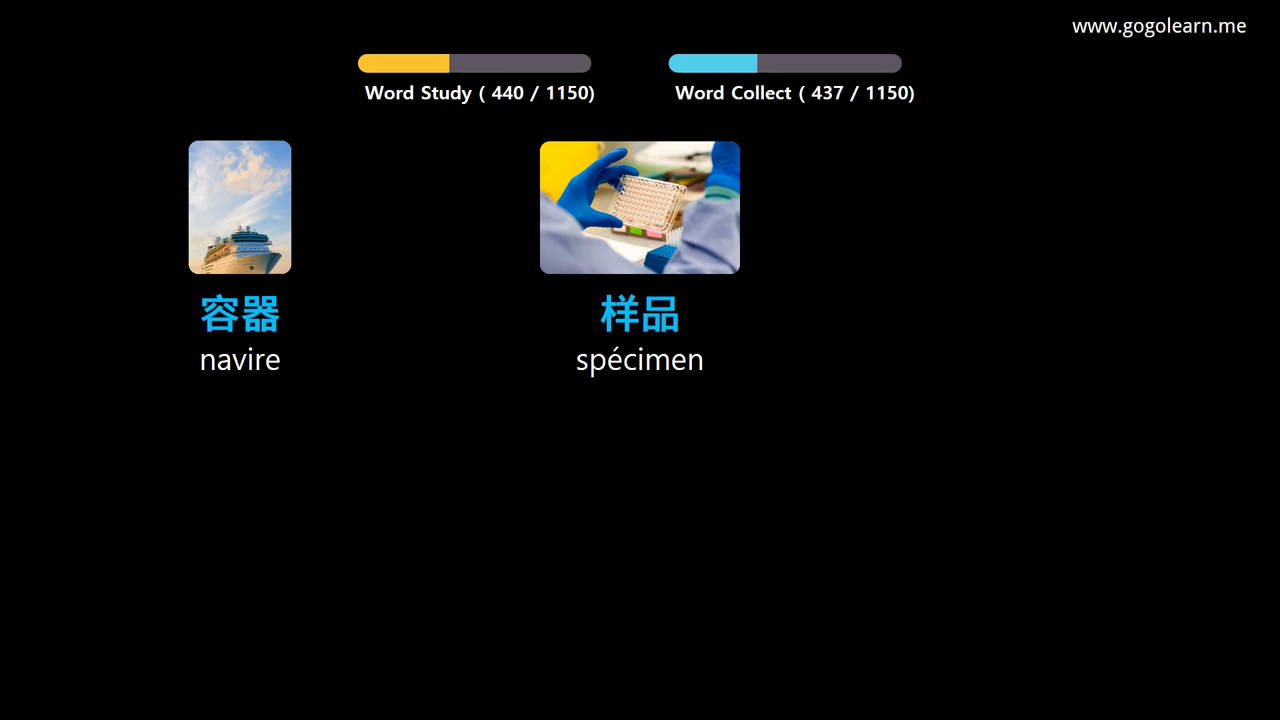 www.gogolearn.me
Word Study ( 440 / 1150)
Word Collect ( 437 / 1150)
容器
navire
样品
spécimen